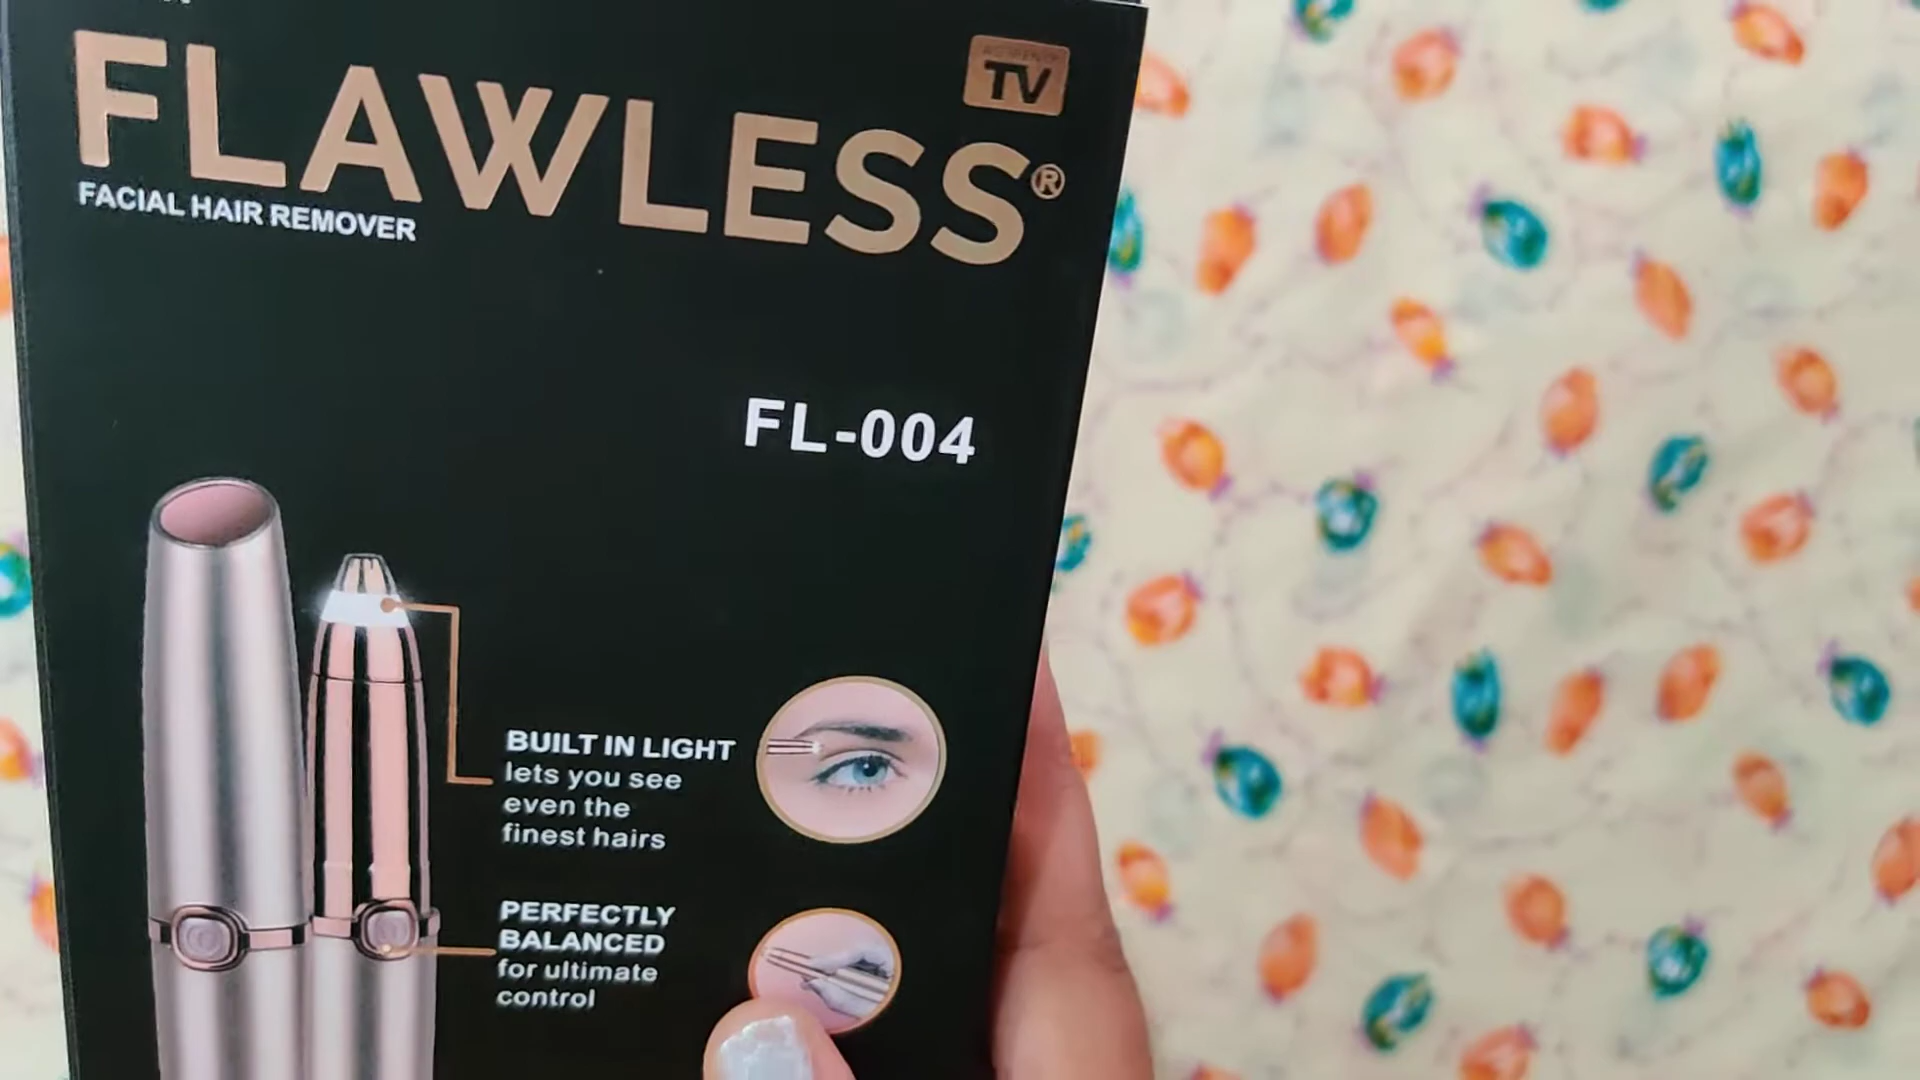 TV
FLAWLESS®
FACIAL HAIR REMOVER
FL-004
BUILT IN LIGHT
lets you see
even the
finest hairs
PERFECTLY
BALANCED
for ultimate
control